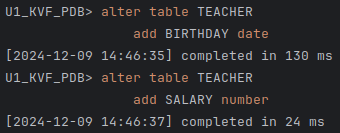 U1_KVF_PDB> alter table TEACHER
add BIRTHDAY date
[2024-12-09 14:46:35] completed in 130 ms
U1_KVF_PDB> alter table TEACHER
add SALARY number
[2024-12-09 14:46:37] completed in 24 ms